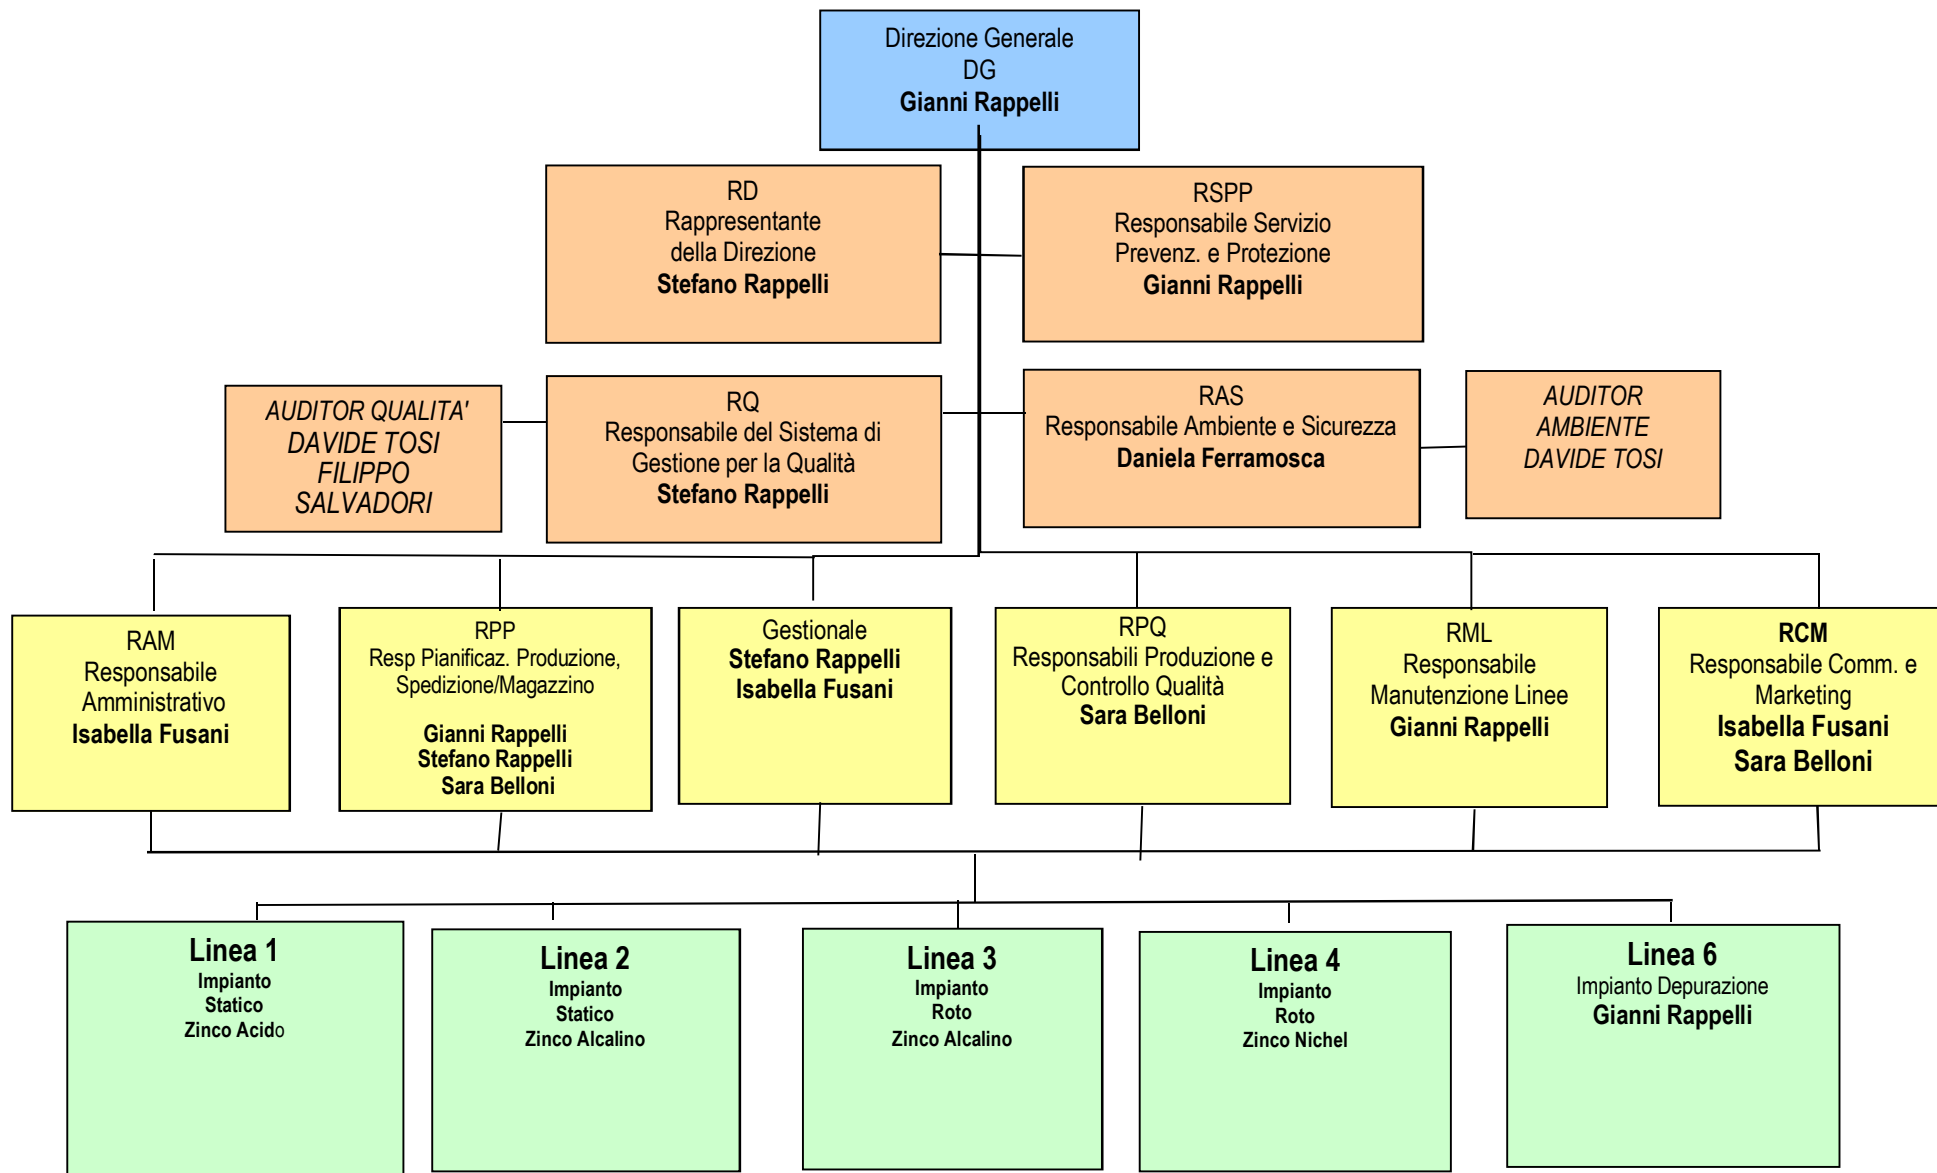 Direzione Generale
DG
Gianni Rappelli
RD
Rappresentante
della Direzione
Stefano Rappelli
RSPP
Responsabile Servizio
Prevenz. e Protezione
Gianni Rappelli
AUDITOR QUALITA'
DAVIDE TOSI
FILIPPO
SALVADORI
RQ
Responsabile del Sistema di
Gestione per la Qualità
Stefano Rappelli
RAS
Responsabile Ambiente e Sicurezza
Daniela Ferramosca
AUDITOR
AMBIENTE
DAVIDE TOSI
RAM
Responsabile
Amministrativo
Isabella Fusani
RPP
Resp Pianificaz. Produzione,
Spedizione/Magazzino
Gianni Rappelli
Stefano Rappelli
Sara Belloni
Gestionale
Stefano Rappelli
Isabella Fusani
RPQ
Responsabili Produzione e
Controllo Qualità
Sara Belloni
RML
Responsabile
Manutenzione Linee
Gianni Rappelli
RCM
Responsabile Comm. e
Marketing
Isabella Fusani
Sara Belloni
Linea 1
Impianto
Statico
Zinco Acido
Linea 2
Impianto
Statico
Zinco Alcalino
Linea 3
Impianto
Roto
Zinco Alcalino
Linea 4
Impianto
Roto
Zinco Nichel
Linea 6
Impianto Depurazione
Gianni Rappelli